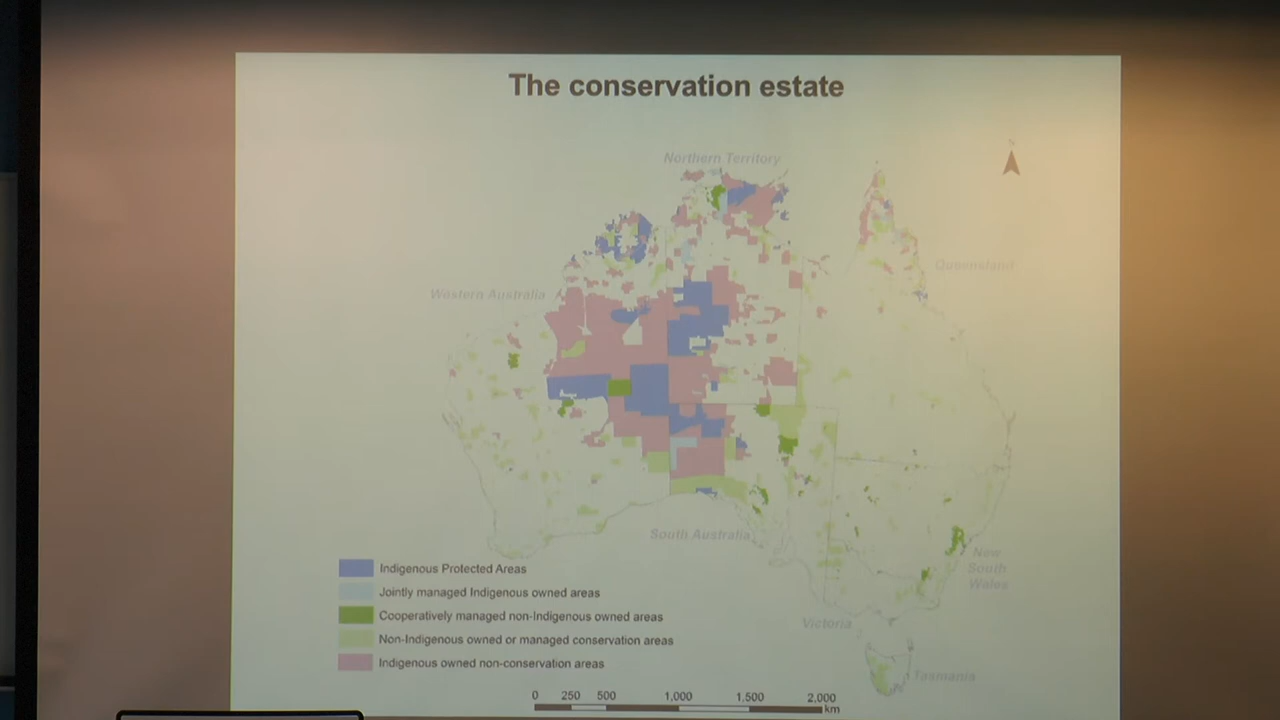 The conservation estate
N
Northern Territory
Queensland
Western Australia
South Australia
New
South
Wales
Victoria
Tasmania
Indigenous Protected Areas
Jointly managed Indigenous owned areas
Cooperatively managed non-Indigenous owned areas
Non-Indigenous owned or managed conservation areas
Indigenous owned non-conservation areas
0 250 500 1,000 1,500 2,000
km